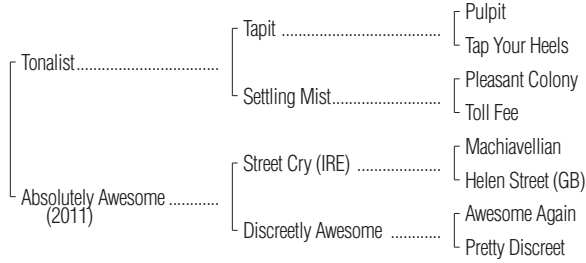 Pulpit
Tapit
Tap Your Heels
Tonalist
Pleasant Colony
Settling Mist
Toll Fee
Machiavellian
Street Cry (IRE)
Helen Street (GB)
Absolutely Awesome
(2011)
Awesome Again
Discreetly Awesome
Pretty Discreet